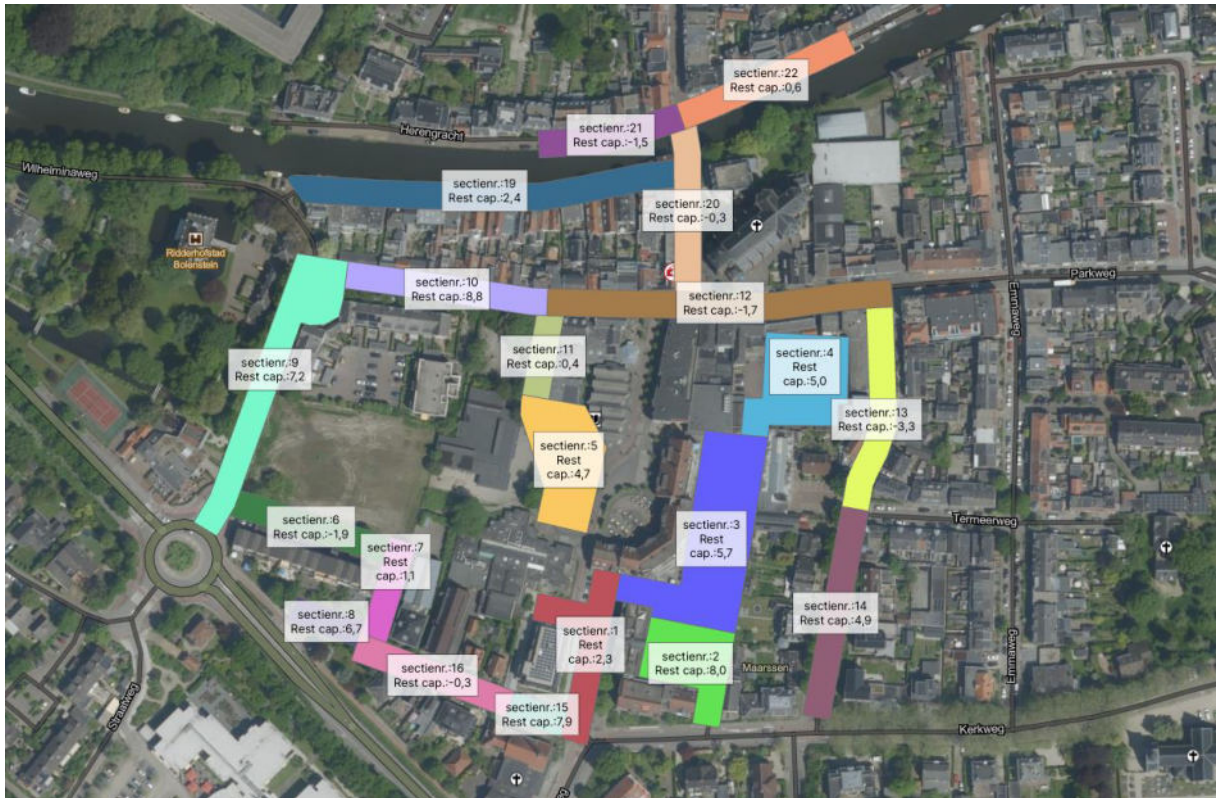 sectienr.:22
Rest cap.:0,6
sectienr.:21
Rest cap.:-1,5
Herengracht
Wilhelminaweg
sectienr.:19
Rest cap.:2,4
sectienr.:20
Rest cap.:-0,3
Ridderhofstad
Bolenstein
Parkweg
sectienr.:10
Rest cap.:8,8
sectienr.:12
Rest cap.:-1,7
Emmaweg
sectienr.:11
Rest cap.:0,4
sectienr.:4
Rest
cap.:5,0
sectienr.:9
Rest cap.:7,2
sectienr.:13
Rest cap.:-3,3
sectienr.:5
Rest
cap.:4,7
sectienr.:6
Rest cap.:-1,9
sectienr.:3
Rest
cap.:5,7
Termeerweg
sectienr.:7
Rest
cap.:1,1
sectienr.:8
Rest cap.:6,7
sectienr.:14
Rest cap.:4,9
sectienr.:1
Rest
cap.:2,3
sectienr.:2
Rest cap.:8,0
Maarssen
Emmaweg
sectienr.:16
Rest cap.:-0,3
Straatweg
sectienr.:15
Rest cap.:7,9
Kerkweg